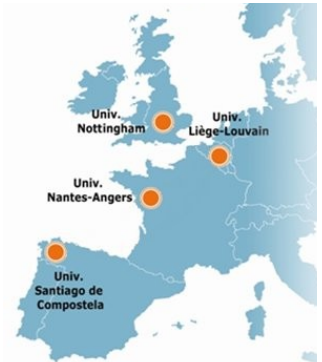 Univ.
Nottingham
Univ.
Liège-Louvain
Univ.
Nantes-Angers
Univ.
Santiago de
Compostela